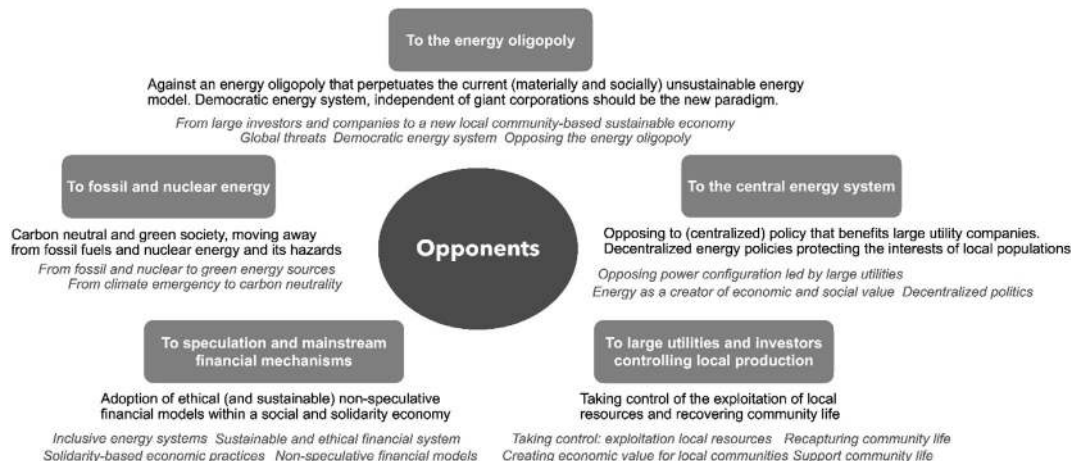 To the energy oligopoly
Against an energy oligopoly that perpetuates the current (materially and socially) unsustainable energy
model. Democratic energy system, independent of giant corporations should be the new paradigm.
From large investors and companies to a new local community-based sustainable economy
Global threats Democratic energy system Opposing the energy oligopoly
To fossil and nuclear energy
Carbon neutral and green society, moving away
from fossil fuels and nuclear energy and its hazards
From fossil and nuclear to green energy sources
From climate emergency to carbon neutrality
Opponents
To the central energy system
Opposing to (centralized) policy that benefits large utility companies.
Decentralized energy policies protecting the interests of local populations
Opposing power configuration led by large utilities
Energy as a creator of economic and social value Decentralized politics
To speculation and mainstream
financial mechanisms
Adoption of ethical (and sustainable) non-speculative
financial models within a social and solidarity economy
Inclusive energy systems Sustainable and ethical financial system
Solidarity-based economic practices Non-speculative financial models
To large utilities and investors
controlling local production
Taking control of the exploitation of local
resources and recovering community life
Taking control: exploitation local resources Recapturing community life
Creating economic value for local communities Support community life